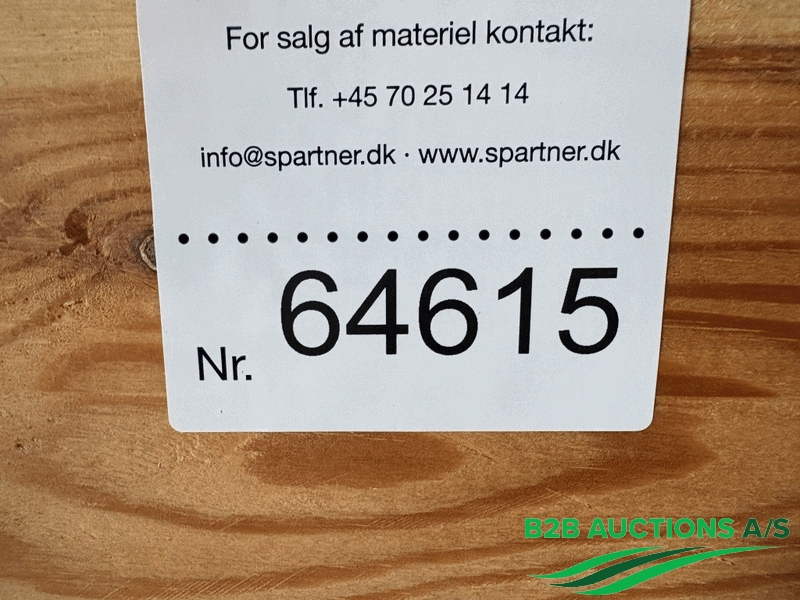 For salg af materiel kontakt:
Tlf. +45 70 25 14 14
info@spartner.dk · www.spartner.dk
Nr. 64615
B2B AUCTIONS A/S